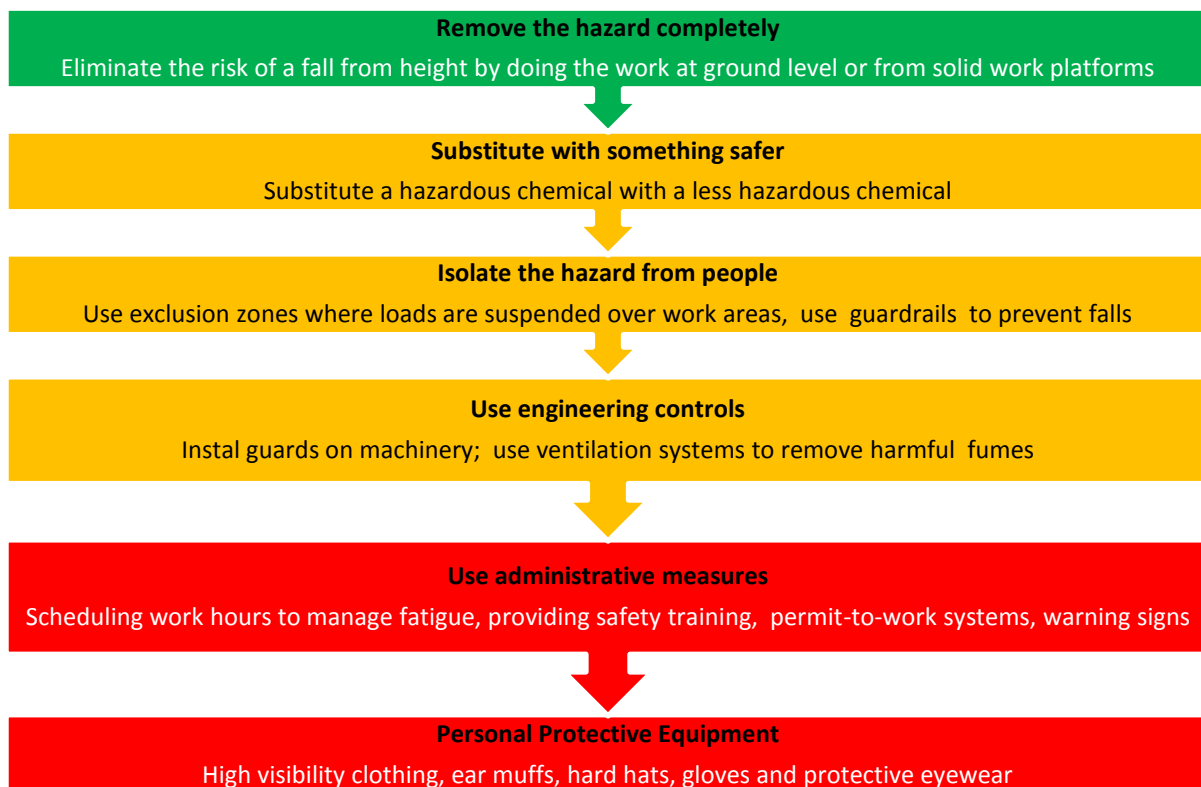 Remove the hazard completely
Eliminate the risk of a fall from height by doing the work at ground level or from solid work platforms
Substitute with something safer
Substitute a hazardous chemical with a less hazardous chemical
Isolate the hazard from people
Use exclusion zones where loads are suspended over work areas,  use  guardrails  to prevent falls
Use engineering controls
Instal guards on machinery;  use ventilation systems to remove harmful  fumes
Use administrative measures
Scheduling work hours to manage fatigue, providing safety training,  permit-to-work systems, warning signs
Personal Protective Equipment
High visibility clothing, ear muffs, hard hats, gloves and protective eyewear